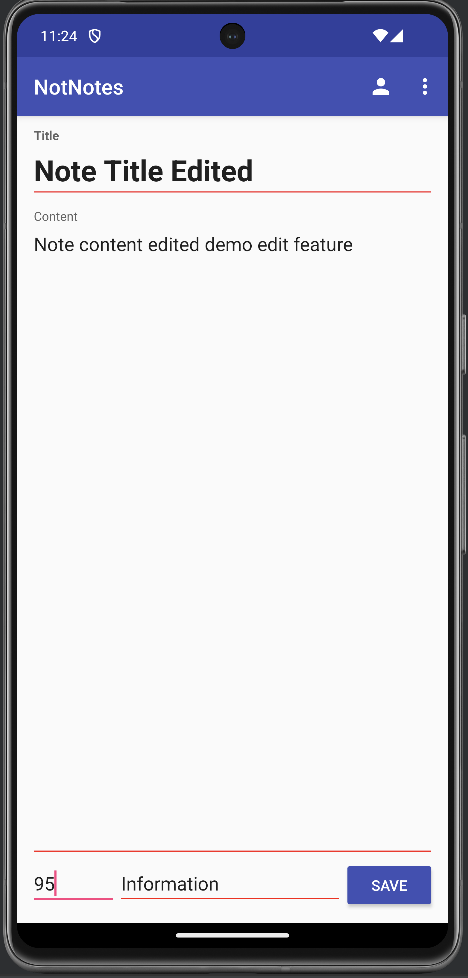 11:24
NotNotes
Title
Note Title Edited
Content
Note content edited demo edit feature
95
Information
SAVE